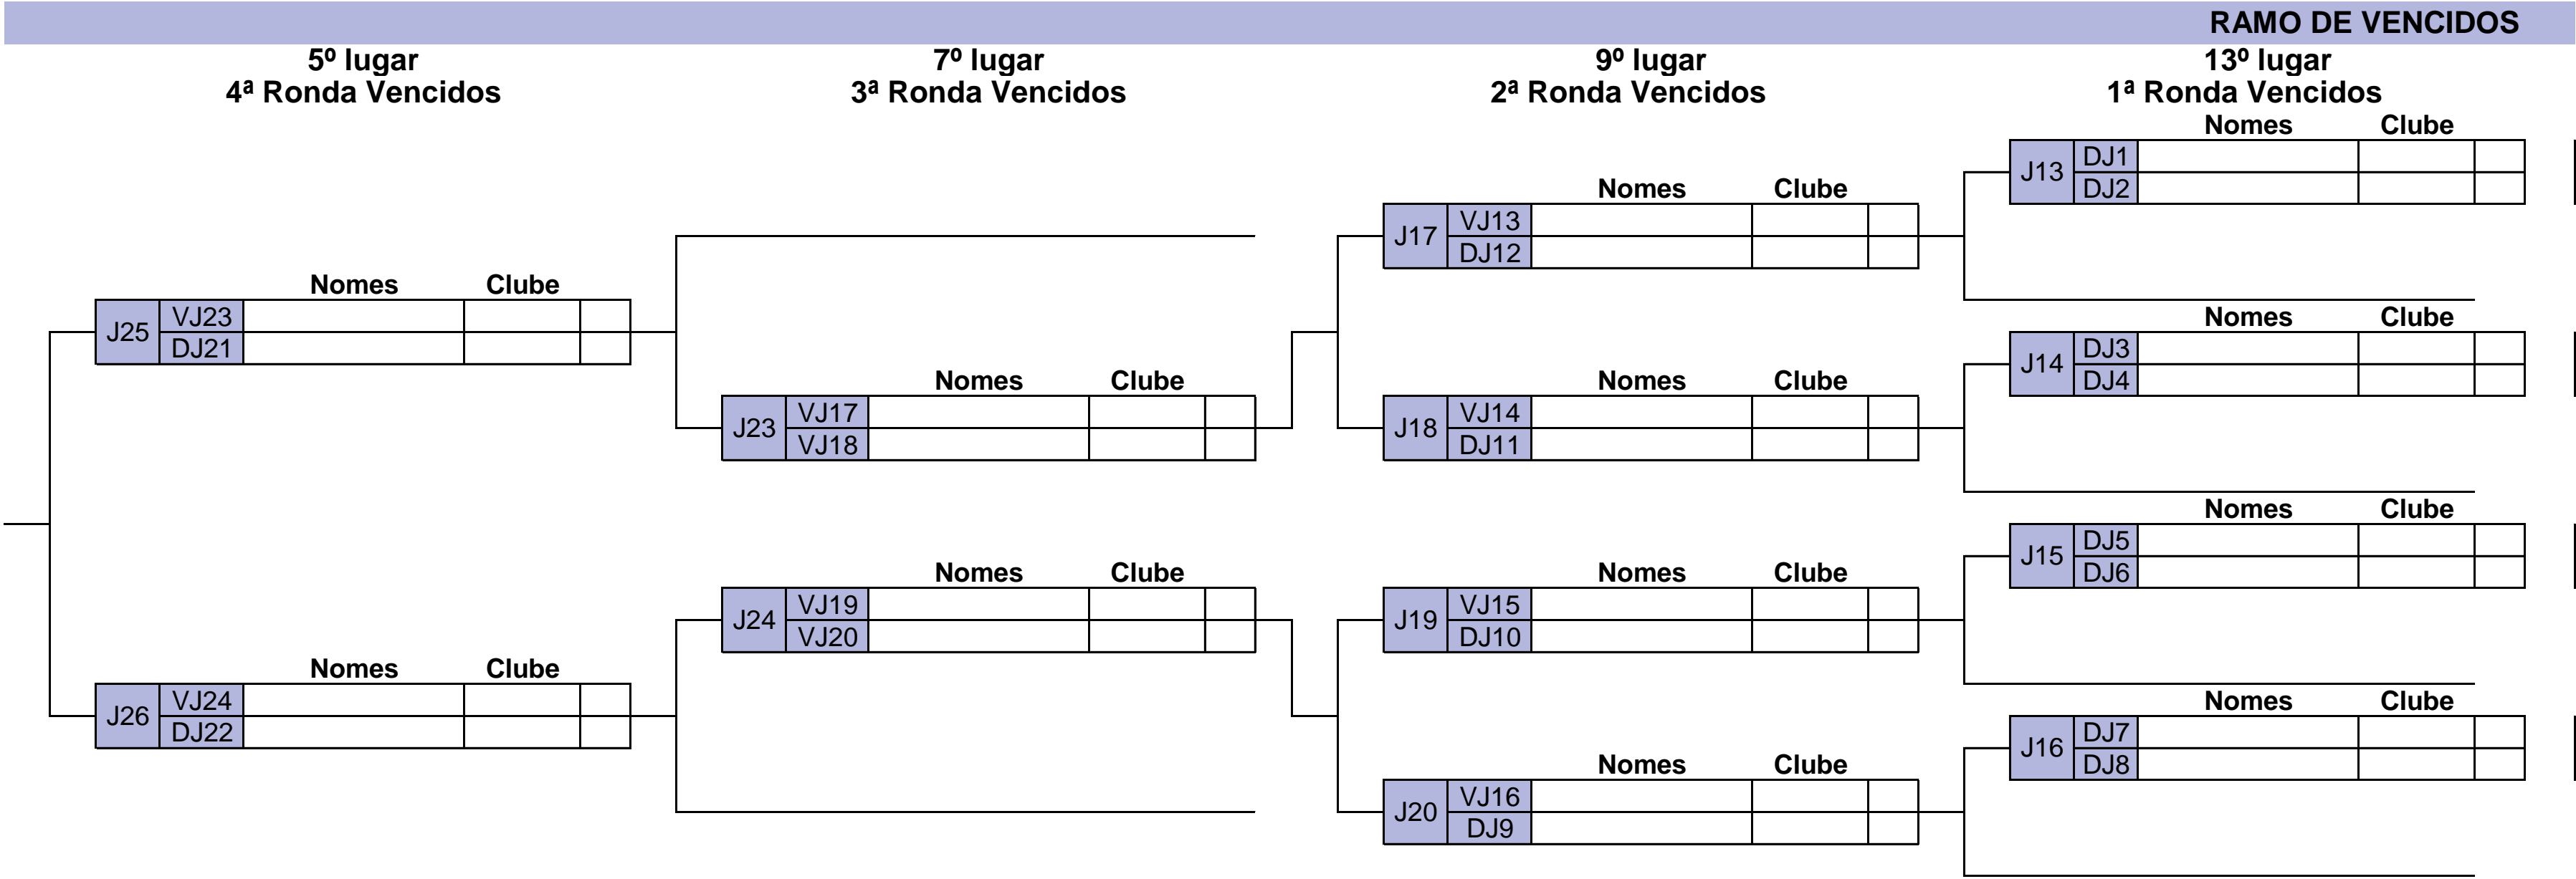 RAMO DE VENCIDOS
5º lugar
4ª Ronda Vencidos
7º lugar
3ª Ronda Vencidos
9º lugar
2ª Ronda Vencidos
13º lugar
1ª Ronda Vencidos
Nomes Clube
J13 DJ1
DJ2
Nomes Clube
J17 VJ13
DJ12
Nomes Clube
J25 VJ23
DJ21
Nomes Clube
J14 DJ3
DJ4
Nomes Clube
J23 VJ17
VJ18
Nomes Clube
J18 VJ14
DJ11
Nomes Clube
J15 DJ5
DJ6
Nomes Clube
J24 VJ19
VJ20
Nomes Clube
J19 VJ15
DJ10
Nomes Clube
J26 VJ24
DJ22
Nomes Clube
J16 DJ7
DJ8
Nomes Clube
J20 VJ16
DJ9